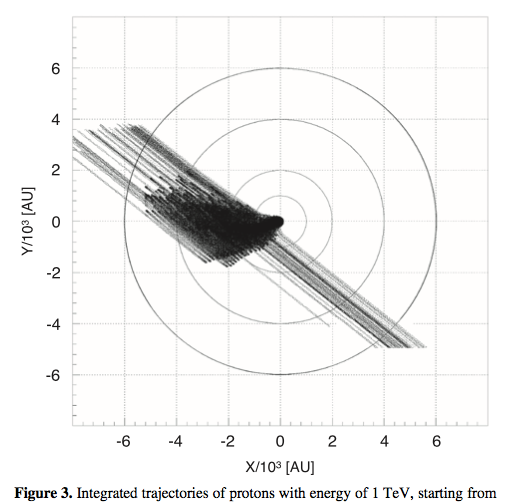 6
4
2
0
-2
-4
-6
Y/10³ [AU]
-6 -4 -2 0 2 4 6
X/10³ [AU]
Figure 3. Integrated trajectories of protons with energy of 1 TeV, starting from